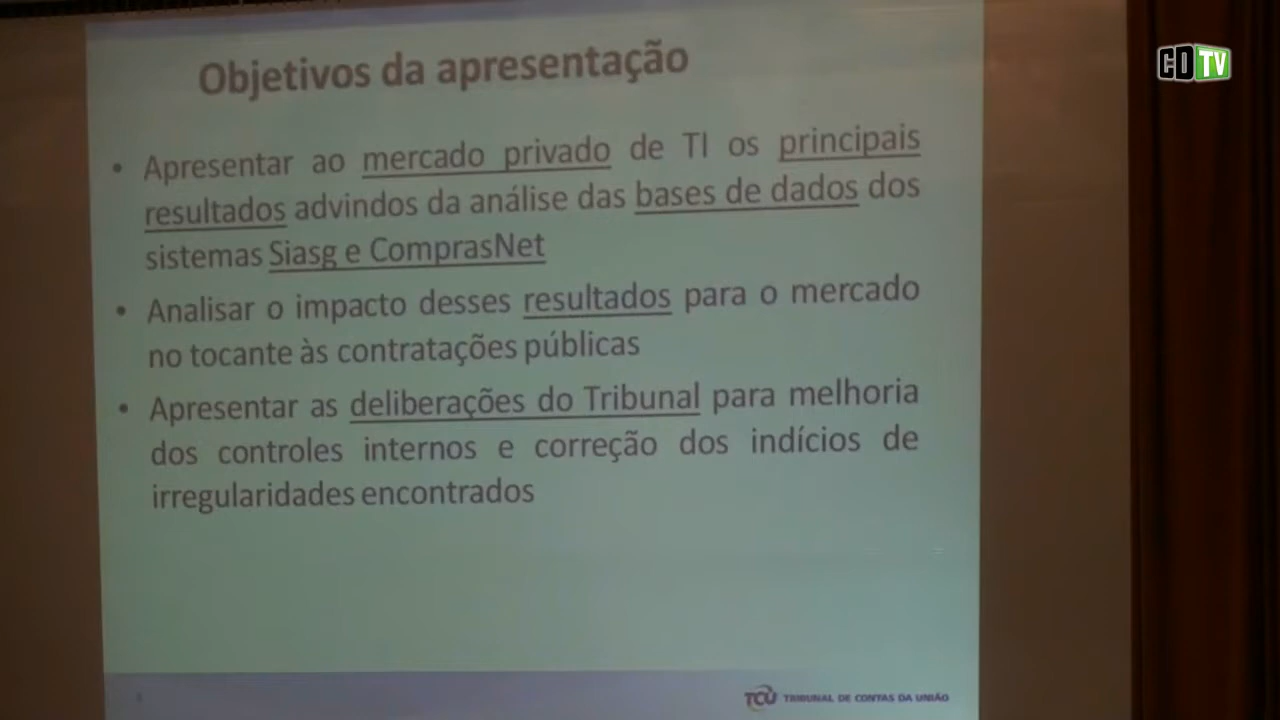 CDTV
Objetivos da apresentação
• Apresentar ao mercado privado de TI os principais
resultados advindos da análise das bases de dados dos
sistemas Siasg e ComprasNet
• Analisar o impacto desses resultados para o mercado
no tocante às contratações públicas
• Apresentar as deliberações do Tribunal para melhoria
dos controles internos e correção dos indícios de
irregularidades encontrados
TCU TRIBUNAL DE CONTAS DA UNIÃO